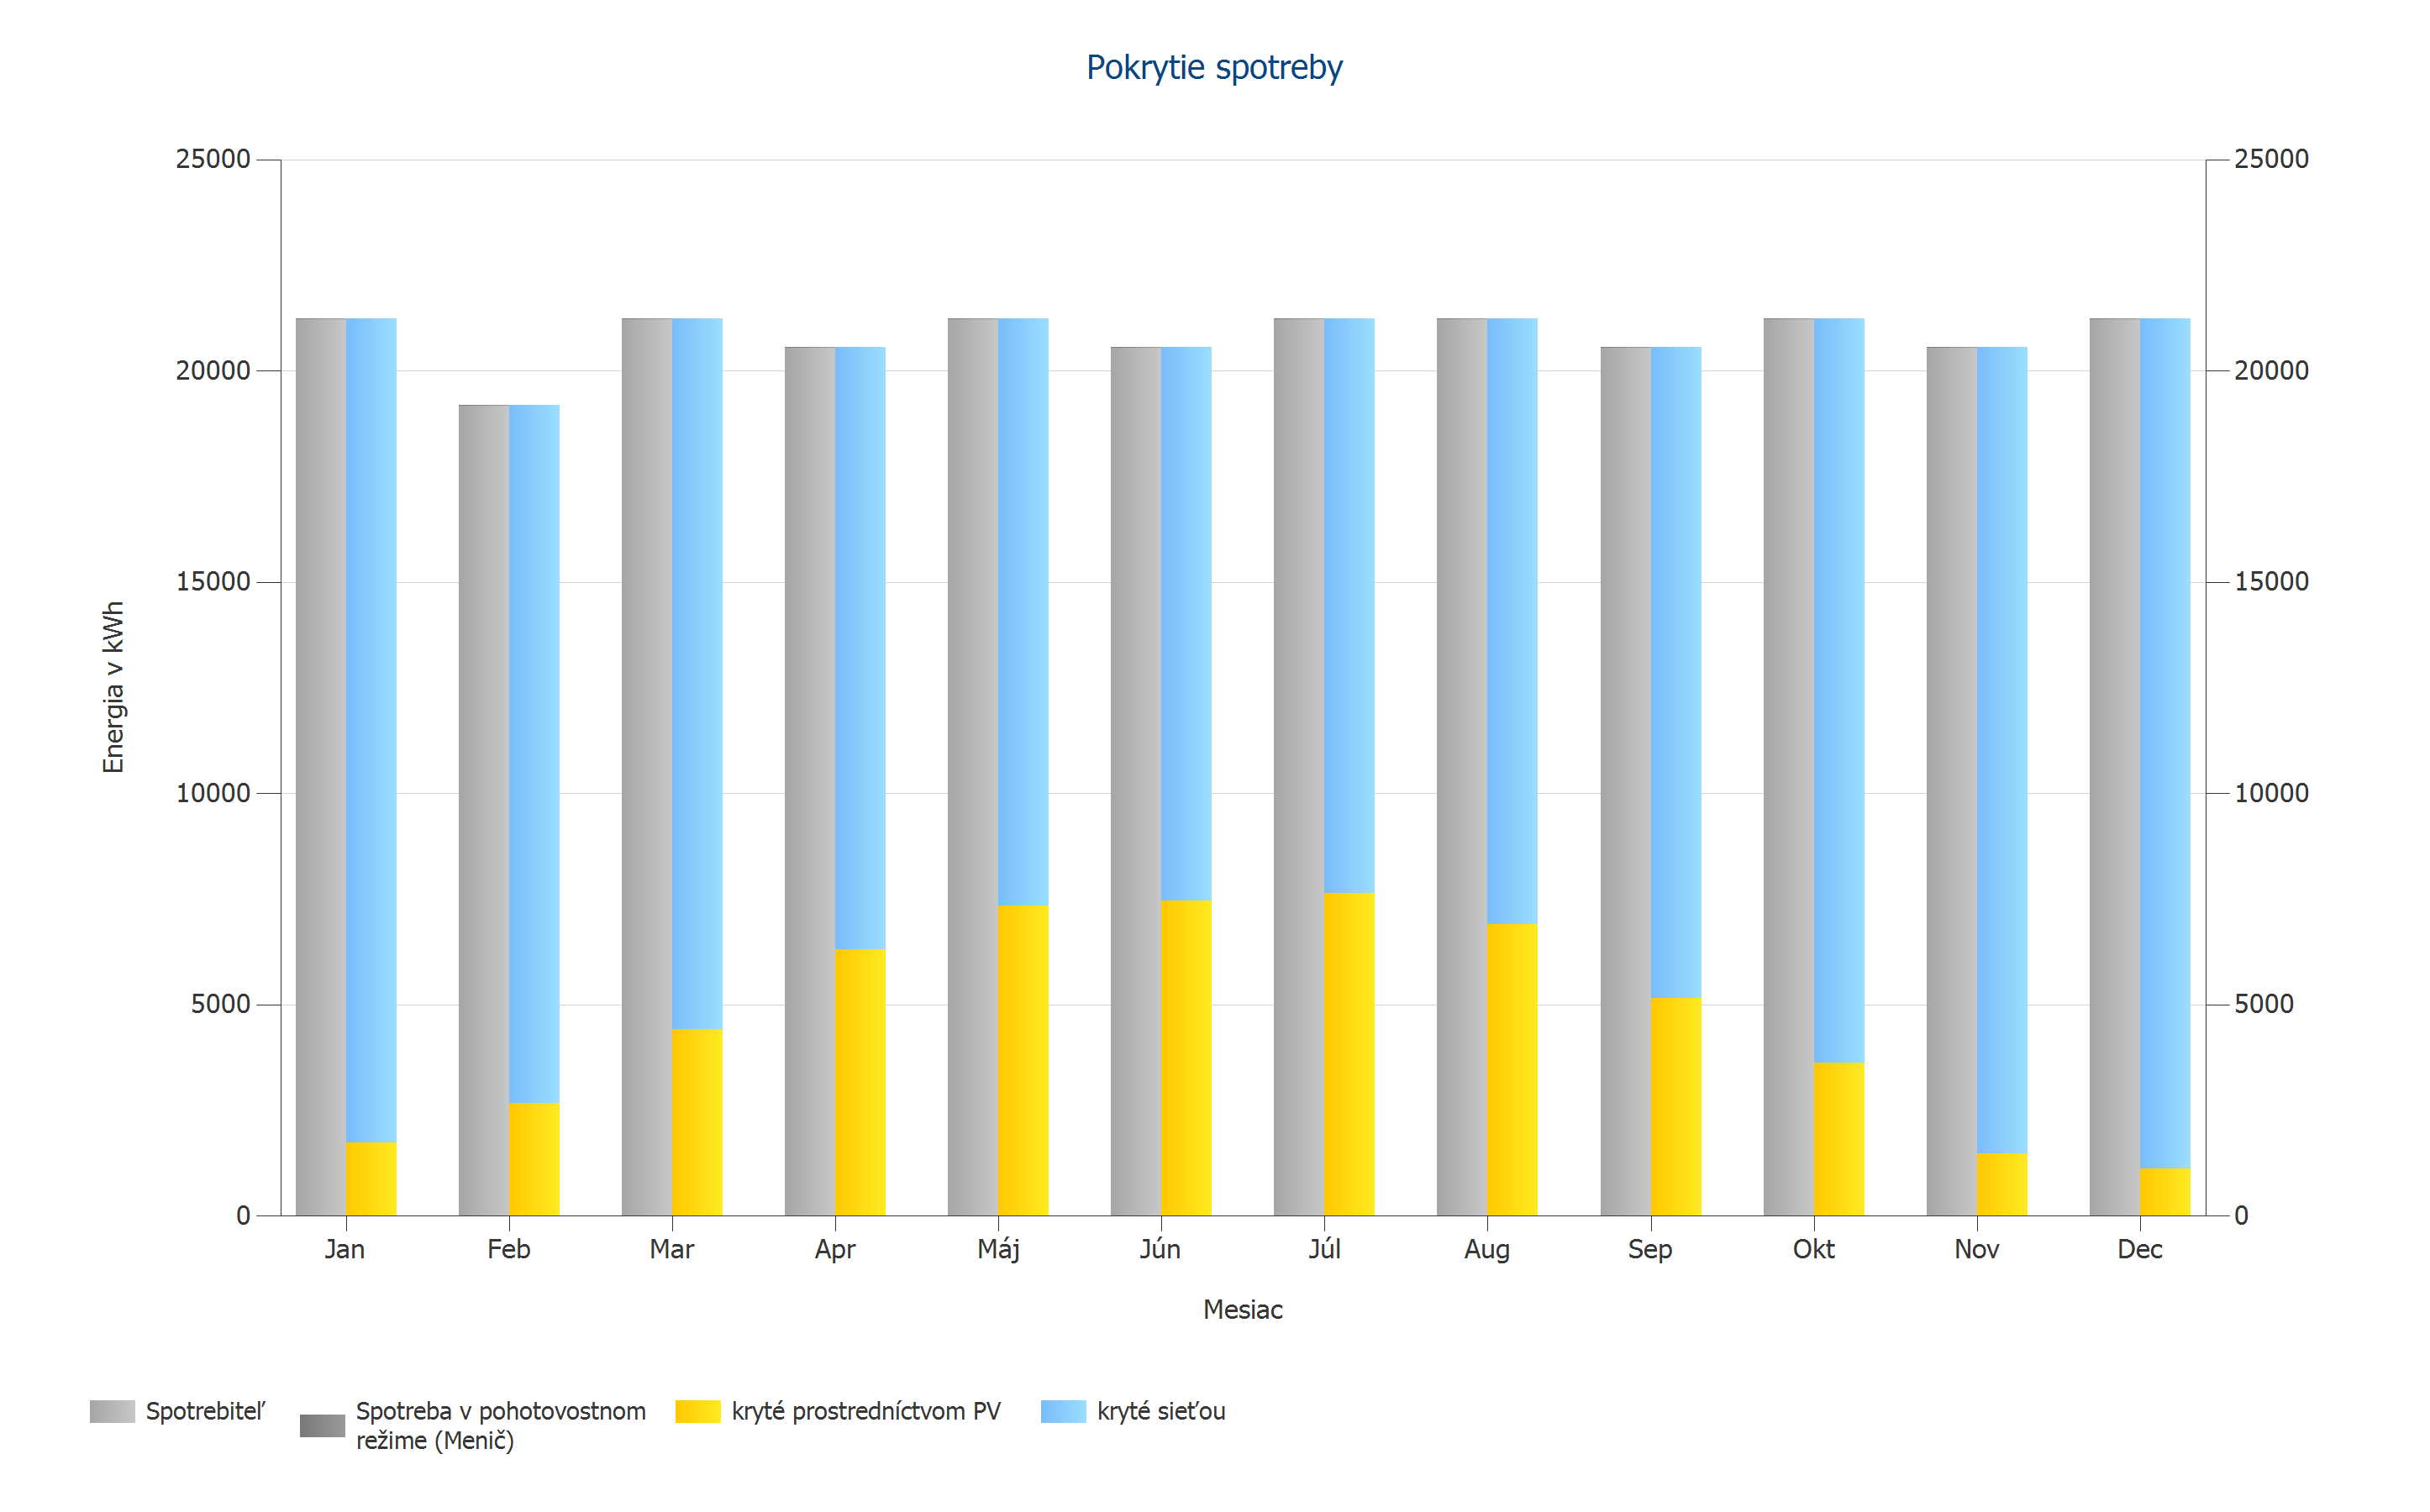 Pokrytie spotreby
25000
25000
20000
20000
15000
15000
10000
10000
5000
5000
0
0
Energia v kWh
Jan
Feb
Mar
Apr
Máj
Jún
Júl
Aug
Sep
Okt
Nov
Dec
Mesiac
Spotrebiteľ
Spotreba v pohotovostnom
režime (Menič)
kryté prostredníctvom PV
kryté sieťou